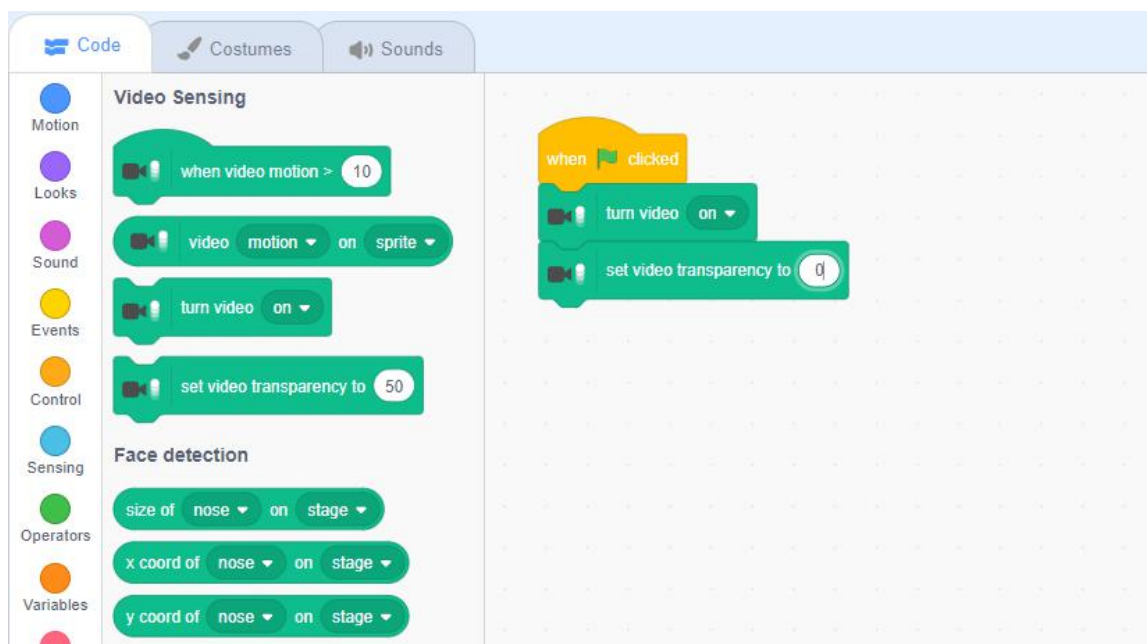 Code
Costumes
Sounds
Motion
Looks
Sound
Events
Control
Sensing
Operators
Variables
Video Sensing
when video motion > 10
video motion on sprite
turn video on
set video transparency to 50
Face detection
size of nose on stage
x coord of nose on stage
y coord of nose on stage
when clicked
turn video on
set video transparency to 0